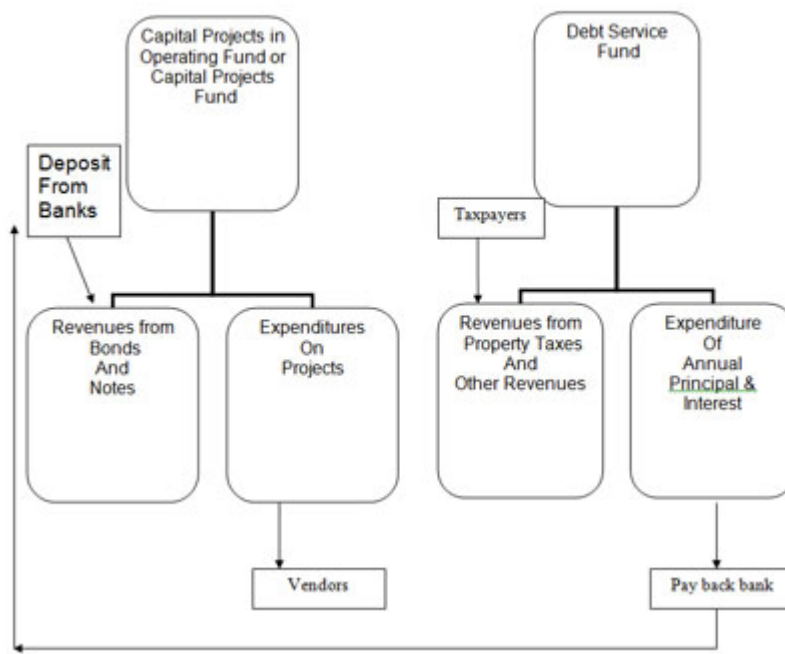 Capital Projects in
Operating Fund or
Capital Projects
Fund
Debt Service
Fund
Deposit
From
Banks
Taxpayers
Revenues from
Bonds
And
Notes
Expenditures
On
Projects
Revenues from
Property Taxes
And
Other Revenues
Expenditure
Of
Annual
Principal &
Interest
Vendors
Pay back bank